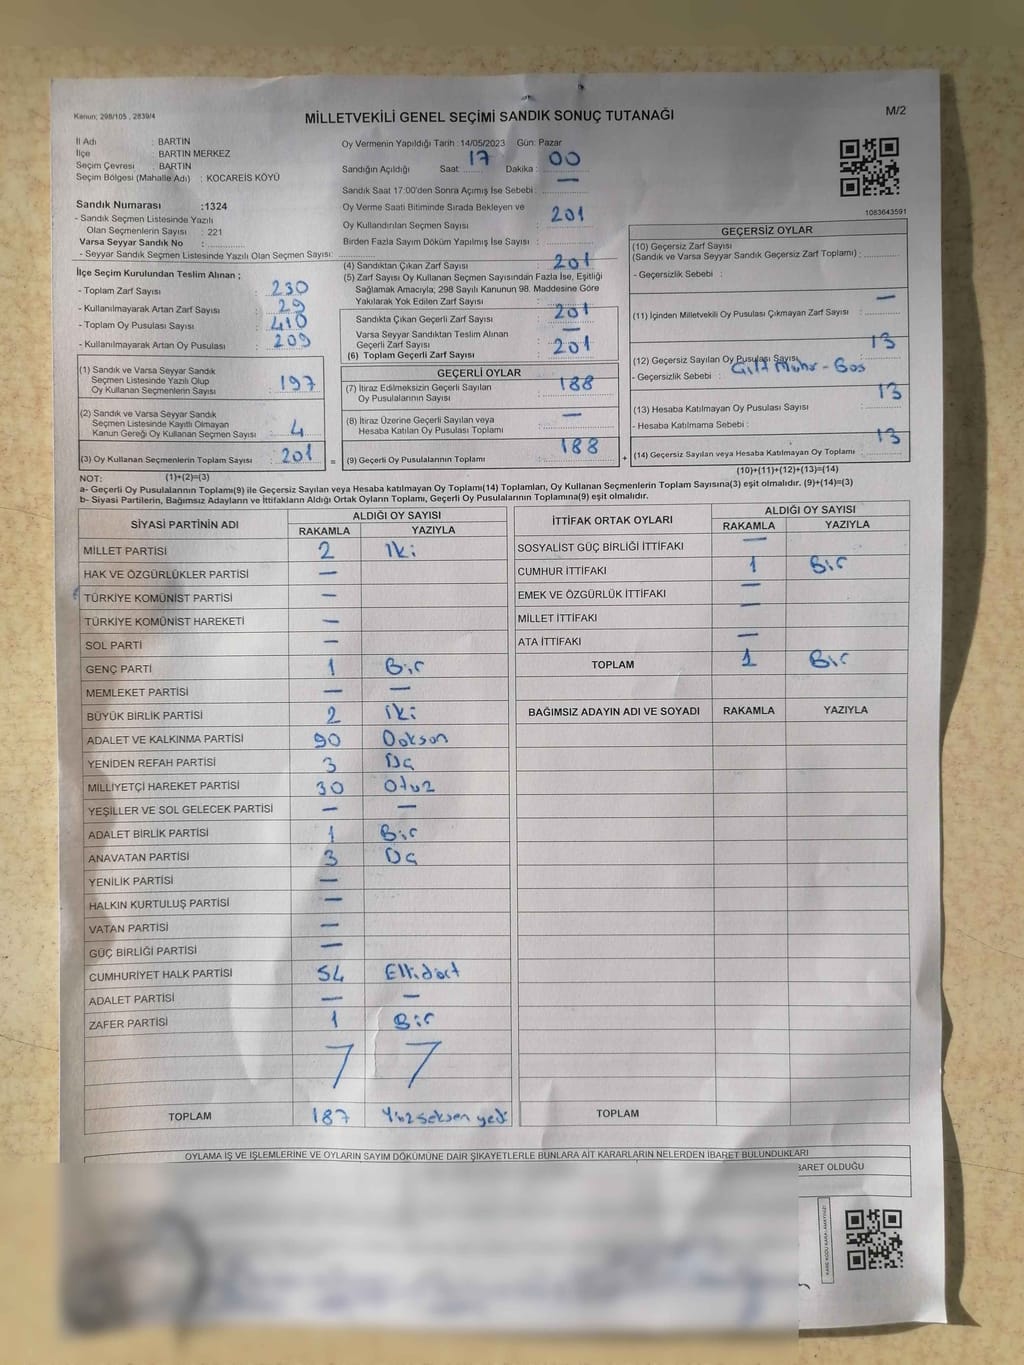 Kanun; 298/105 , 2839/4
MİLLETVEKİLİ GENEL SEÇİMİ SANDIK SONUÇ TUTANAĞI
M/2
İl Adı : BARTIN
İlçe BARTIN MERKEZ
Seçim Çevresi : BARTIN
Seçim Bölgesi (Mahalle Adı) : KOCAREİS KÖYÜ
Sandık Numarası :1324
- Sandık Seçmen Listesinde Yazılı
Olan Seçmenlerin Sayısı : 221
Varsa Seyyar Sandık No :
- Seyyar Sandık Seçmen Listesinde Yazılı Olan Seçmen Sayısı:
Oy Vermenin Yapıldığı Tarih : 14/05/2023 Gün: Pazar
Sandığın Açıldığı Saat: 17 Dakika : 00
Sandık Saat 17:00'den Sonra Açımış İse Sebebi : —
Oy Verme Saati Bitiminde Sırada Bekleyen ve
Oy Kullandırılan Seçmen Sayısı : 201
Birden Fazla Sayım Döküm Yapılmış İse Sayısı :
1083643591
İlçe Seçim Kurulundan Teslim Alınan ;
- Toplam Zarf Sayısı : 230
- Kullanılmayarak Artan Zarf Sayısı : 29
- Toplam Oy Pusulası Sayısı : 410
- Kullanılmayarak Artan Oy Pusulası : 209
(1) Sandık ve Varsa Seyyar Sandık
Seçmen Listesinde Yazılı Olup
Oy Kullanan Seçmenlerin Sayısı : 197
(2) Sandık ve Varsa Seyyar Sandık
Seçmen Listesinde Kayıtlı Olmayan
Kanun Gereği Oy Kullanan Seçmen Sayısı : 4
(3) Oy Kullanan Seçmenlerin Toplam Sayısı : 201
(4) Sandıktan Çıkan Zarf Sayısı : 201
(5) Zarf Sayısı Oy Kullanan Seçmen Sayısından Fazla İse, Eşitliği
Sağlamak Amacıyla, 298 Sayılı Kanunun 98. Maddesine Göre
Yakılarak Yok Edilen Zarf Sayısı :
Sandıkta Çıkan Geçerli Zarf Sayısı : 201
Varsa Seyyar Sandıktan Teslim Alınan
Geçerli Zarf Sayısı : —
(6) Toplam Geçerli Zarf Sayısı : 201
GEÇERLİ OYLAR
(7) İtiraz Edilmeksizin Geçerli Sayılan
Oy Pusulalarının Sayısı : 188
(8) İtiraz Üzerine Geçerli Sayılan veya
Hesaba Katılan Oy Pusulası Toplamı : —
= (9) Geçerli Oy Pusulalarının Toplamı : 188 +
GEÇERSİZ OYLAR
(10) Geçersiz Zarf Sayısı
(Sandık ve Varsa Seyyar Sandık Geçersiz Zarf Toplamı) :
- Geçersizlik Sebebi :
(11) İçinden Milletvekili Oy Pusulası Çıkmayan Zarf Sayısı : —
(12) Geçersiz Sayılan Oy Pusulası Sayısı : 13
- Geçersizlik Sebebi : Çift Mühür - Boş
(13) Hesaba Katılmayan Oy Pusulası Sayısı : 13
- Hesaba Katılmama Sebebi :
(14) Geçersiz Sayılan veya Hesaba Katılmayan Oy Toplamı : 13
NOT: (1)+(2)=(3)
(10)+(11)+(12)+(13)=(14)
a- Geçerli Oy Pusulalarının Toplamı(9) ile Geçersiz Sayılan veya Hesaba katılmayan Oy Toplamı(14) Toplamları, Oy Kullanan Seçmenlerin Toplam Sayısına(3) eşit olmalıdır. (9)+(14)=(3)
b- Siyasi Partilerin, Bağımsız Adayların ve İttifakların Aldığı Ortak Oyların Toplamı, Geçerli Oy Pusulalarının Toplamına(9) eşit olmalıdır.
SİYASİ PARTİNİN ADI ALDIĞI OY SAYISI
RAKAMLA YAZIYLA
MİLLET PARTİSİ 2 iki
HAK VE ÖZGÜRLÜKLER PARTİSİ —
TÜRKİYE KOMÜNİST PARTİSİ —
TÜRKİYE KOMÜNİST HAREKETİ —
SOL PARTİ —
GENÇ PARTİ 1 Bir
MEMLEKET PARTİSİ — —
BÜYÜK BİRLİK PARTİSİ 2 iki
ADALET VE KALKINMA PARTİSİ 90 Doksan
YENİDEN REFAH PARTİSİ 3 Üç
MİLLİYETÇİ HAREKET PARTİSİ 30 Otuz
YEŞİLLER VE SOL GELECEK PARTİSİ — —
ADALET BİRLİK PARTİSİ 1 Bir
ANAVATAN PARTİSİ 3 Üç
YENİLİK PARTİSİ —
HALKIN KURTULUŞ PARTİSİ —
VATAN PARTİSİ —
GÜÇ BİRLİĞİ PARTİSİ —
CUMHURİYET HALK PARTİSİ 54 Ellidört
ADALET PARTİSİ — —
ZAFER PARTİSİ 1 Bir
TOPLAM 187 Yüzseksen yedi
İTTİFAK ORTAK OYLARI ALDIĞI OY SAYISI
RAKAMLA YAZIYLA
SOSYALİST GÜÇ BİRLİĞİ İTTİFAKI —
CUMHUR İTTİFAKI 1 Bir
EMEK VE ÖZGÜRLÜK İTTİFAKI —
MİLLET İTTİFAKI —
ATA İTTİFAKI —
TOPLAM 1 Bir
BAĞIMSIZ ADAYIN ADI VE SOYADI RAKAMLA YAZIYLA
TOPLAM
OYLAMA İŞ VE İŞLEMLERİNE VE OYLARIN SAYIM DÖKÜMÜNE DAİR ŞİKAYETLERLE BUNLARA AİT KARARLARIN NELERDEN İBARET BULUNDUKLARI
BARET OLDUĞU